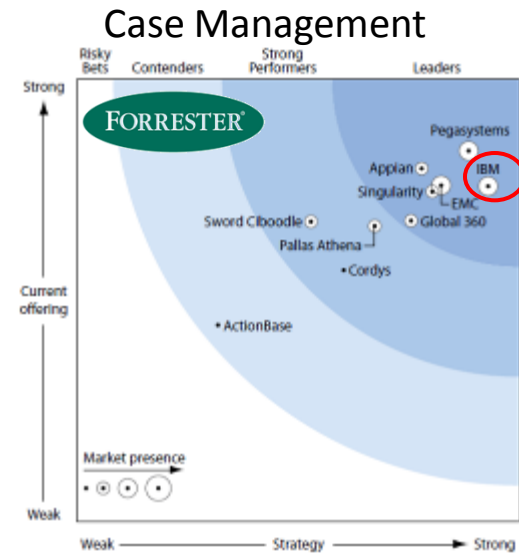 Case Management
Risky
Bets
Contenders
Strong
Performers
Leaders
Strong
FORRESTER®
Pegasystems
Appian
IBM
Singularity
EMC
Sword Ciboodle
Global 360
Pallas Athena
Cordys
Current
offering
ActionBase
Market presence
Weak
Weak
Strategy
Strong